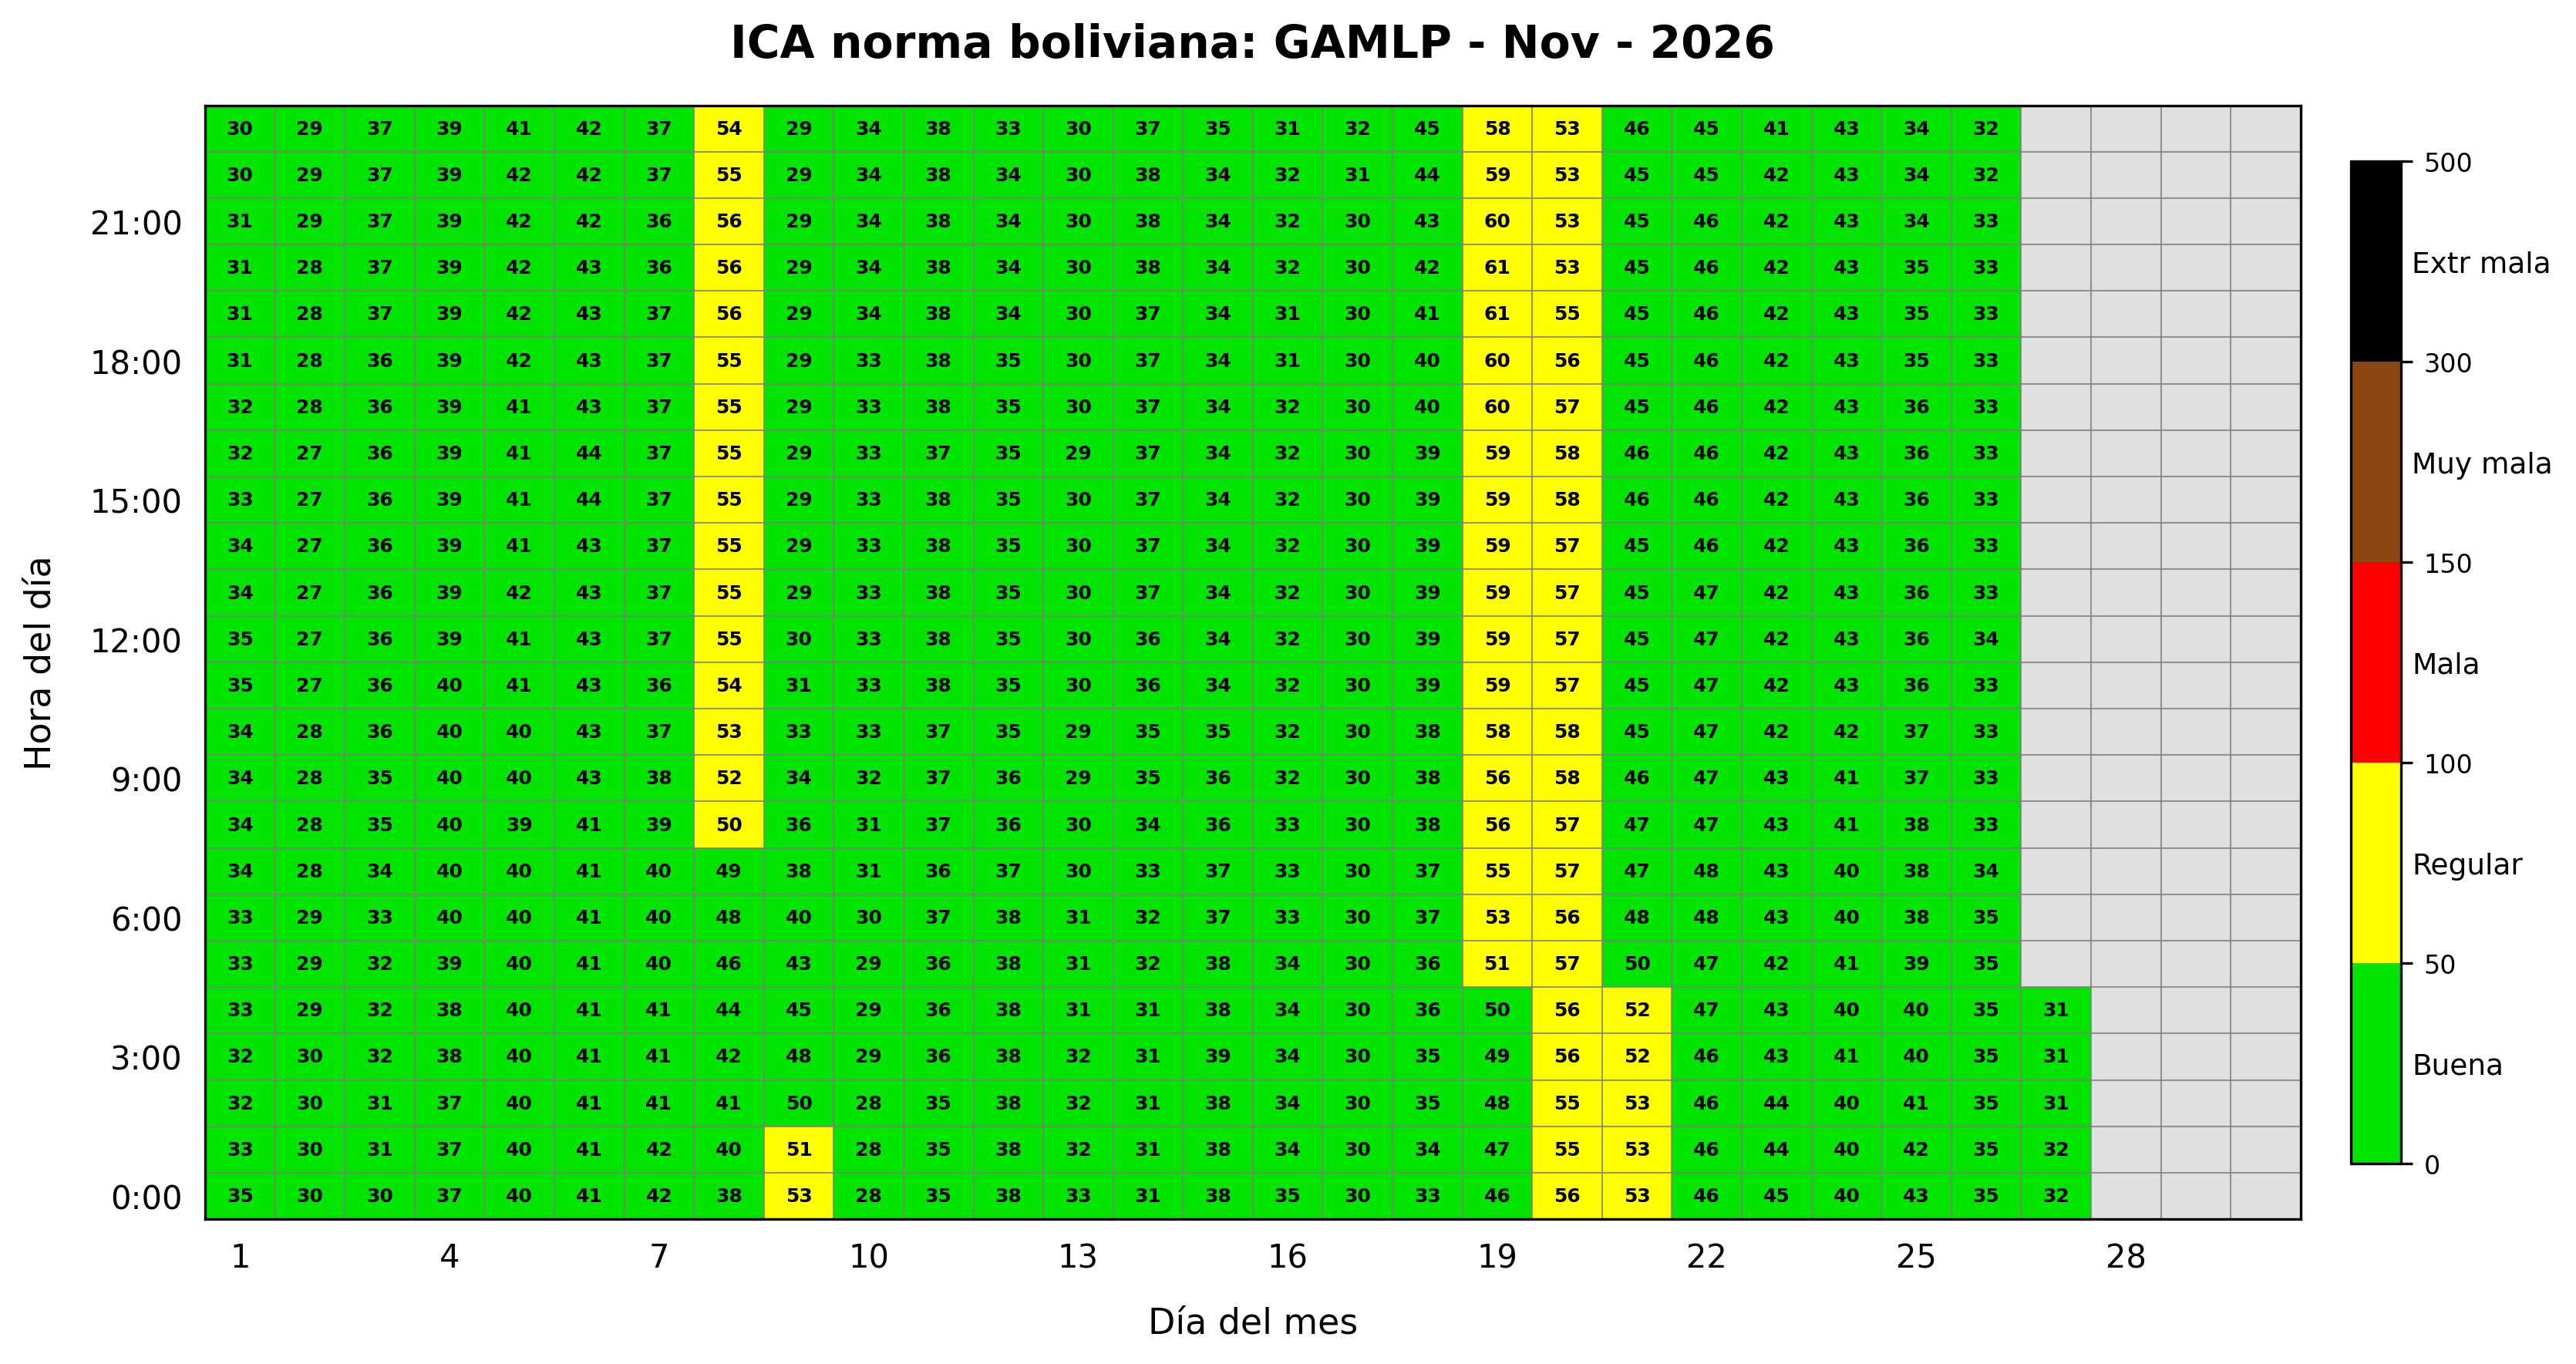 ICA norma boliviana: GAMLP - Nov - 2026
30 29 37 39 41 42 37 54 29 34 38 33 30 37 35 31 32 45 58 53 46 45 41 43 34 32
30 29 37 39 42 42 37 55 29 34 38 34 30 38 34 32 31 44 59 53 45 45 42 43 34 32
21:00 31 29 37 39 42 42 36 56 29 34 38 34 30 38 34 32 30 43 60 53 45 46 42 43 34 33
31 28 37 39 42 43 36 56 29 34 38 34 30 38 34 32 30 42 61 53 45 46 42 43 35 33
31 28 37 39 42 43 37 56 29 34 38 34 30 37 34 31 30 41 61 55 45 46 42 43 35 33
18:00 31 28 36 39 42 43 37 55 29 33 38 35 30 37 34 31 30 40 60 56 45 46 42 43 35 33
32 28 36 39 41 43 37 55 29 33 38 35 30 37 34 32 30 40 60 57 45 46 42 43 36 33
32 27 36 39 41 44 37 55 29 33 37 35 29 37 34 32 30 39 59 58 46 46 42 43 36 33
15:00 33 27 36 39 41 44 37 55 29 33 38 35 30 37 34 32 30 39 59 58 46 46 42 43 36 33
34 27 36 39 41 43 37 55 29 33 38 35 30 37 34 32 30 39 59 57 45 46 42 43 36 33
34 27 36 39 42 43 37 55 29 33 38 35 30 37 34 32 30 39 59 57 45 47 42 43 36 33
12:00 35 27 36 39 41 43 37 55 30 33 38 35 30 36 34 32 30 39 59 57 45 47 42 43 36 34
35 27 36 40 41 43 36 54 31 33 38 35 30 36 34 32 30 39 59 57 45 47 42 43 36 33
34 28 36 40 40 43 37 53 33 33 37 35 29 35 35 32 30 38 58 58 45 47 42 42 37 33
9:00 34 28 35 40 40 43 38 52 34 32 37 36 29 35 36 32 30 38 56 58 46 47 43 41 37 33
34 28 35 40 39 41 39 50 36 31 37 36 30 34 36 33 30 38 56 57 47 47 43 41 38 33
34 28 34 40 40 41 40 49 38 31 36 37 30 33 37 33 30 37 55 57 47 48 43 40 38 34
6:00 33 29 33 40 40 41 40 48 40 30 37 38 31 32 37 33 30 37 53 56 48 48 43 40 38 35
33 29 32 39 40 41 40 46 43 29 36 38 31 32 38 34 30 36 51 57 50 47 42 41 39 35
33 29 32 38 40 41 41 44 45 29 36 38 31 31 38 34 30 36 50 56 52 47 43 40 40 35 31
3:00 32 30 32 38 40 41 41 42 48 29 36 38 32 31 39 34 30 35 49 56 52 46 43 41 40 35 31
32 30 31 37 40 41 41 41 50 28 35 38 32 31 38 34 30 35 48 55 53 46 44 40 41 35 31
33 30 31 37 40 41 42 40 51 28 35 38 32 31 38 34 30 34 47 55 53 46 44 40 42 35 32
0:00 35 30 30 37 40 41 42 38 53 28 35 38 33 31 38 35 30 33 46 56 53 46 45 40 43 35 32
1 4 7 10 13 16 19 22 25 28
Día del mes
Hora del día
500
Extr mala
300
Muy mala
150
Mala
100
Regular
50
Buena
0